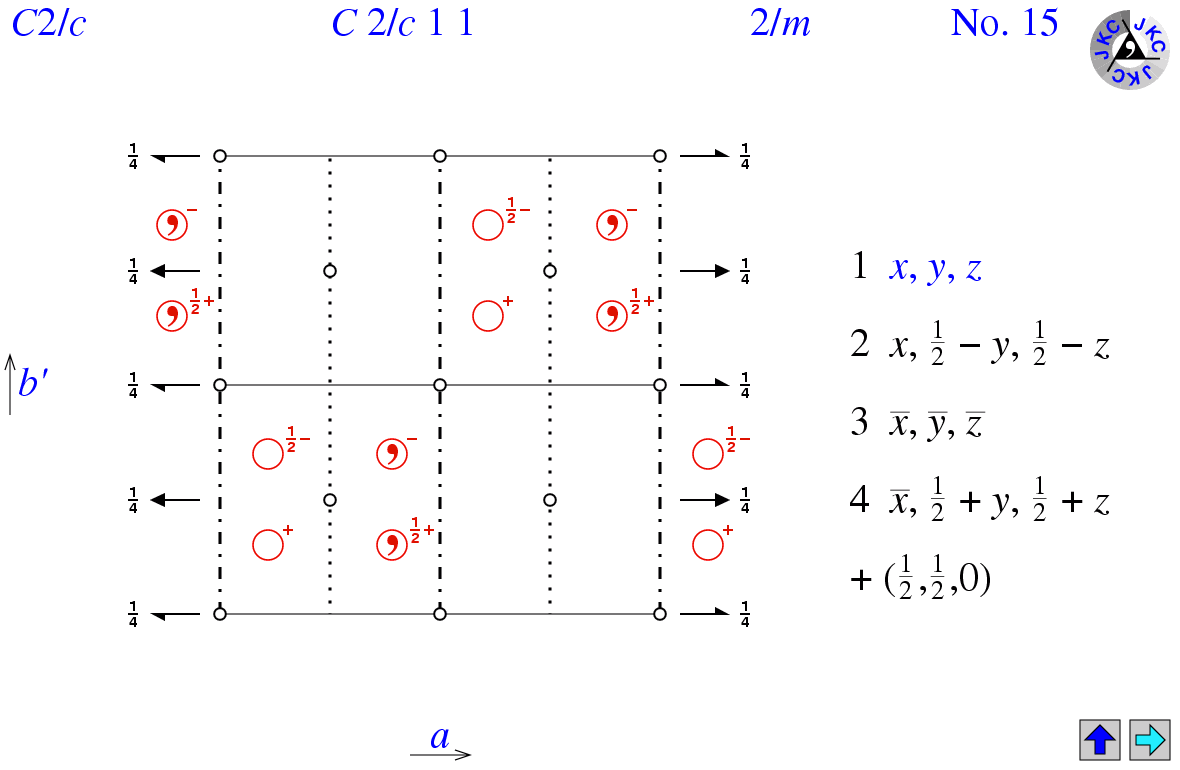 C2/c C 2/c 1 1 2/m No. 15
JKC JKC JKC
1/4 1/4
, − 1/2 − , −
1/4 1/4
, 1/2 + + , 1/2 +
1/4 1/4
b′
1/2 − , − 1/2 −
1/4 1/4
+ , 1/2 + +
1/4 1/4
a
1 x, y, z
2 x, 1/2 − y, 1/2 − z
3 x̅, y̅, z̅
4 x̅, 1/2 + y, 1/2 + z
+ (1/2,1/2,0)